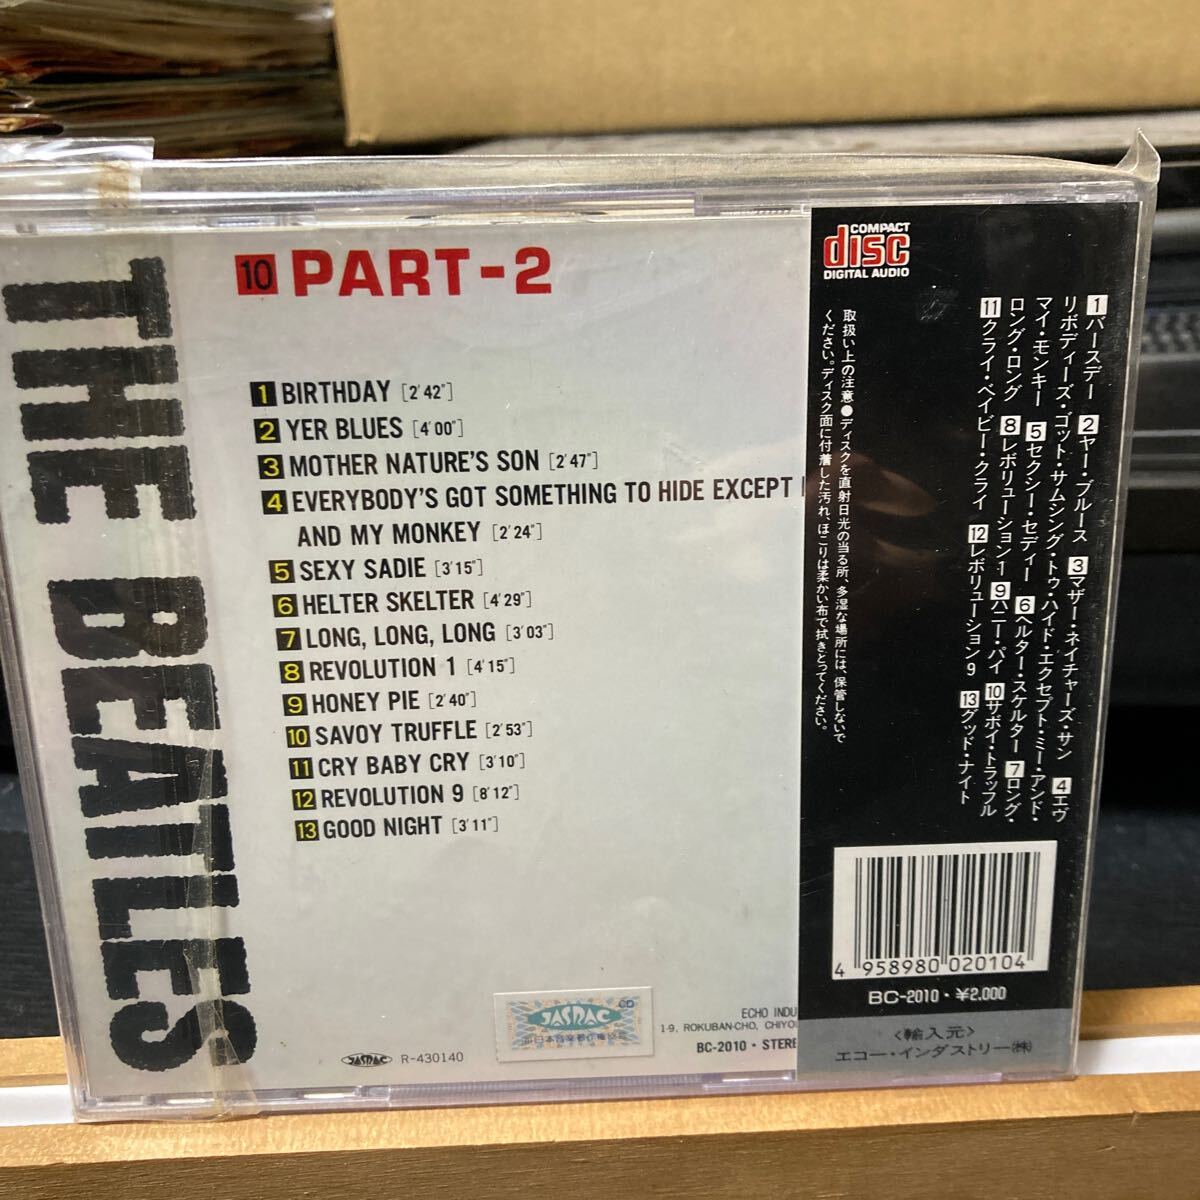 THE BEATLES
10 PART-2
1 BIRTHDAY [2'42"]
2 YER BLUES [4'00"]
3 MOTHER NATURE'S SON [2'47"]
4 EVERYBODY'S GOT SOMETHING TO HIDE EXCEPT
AND MY MONKEY [2'24"]
5 SEXY SADIE [3'15"]
6 HELTER SKELTER [4'29"]
7 LONG, LONG, LONG [3'03"]
8 REVOLUTION 1 [4'15"]
9 HONEY PIE [2'40"]
10 SAVOY TRUFFLE [2'53"]
11 CRY BABY CRY [3'10"]
12 REVOLUTION 9 [8'12"]
13 GOOD NIGHT [3'11"]
JASRAC R-430140
JASRAC CD
ECHO INDU
1-9, ROKUBAN-CHO, CHIYO
BC-2010・STERE
COMPACT
disc
DIGITAL AUDIO
1 バースデー 2 ヤー・ブルース 3 マザー・ネイチャーズ・サン 4 エヴ
リボディーズ・ゴット・サムシング・トゥ・ハイド・エクセプト・ミー・アンド・
マイ・モンキー 5 セクシー・セディー 6 ヘルター・スケルター 7 ロング・
ロング・ロング 8 レボリューション1 9 ハニー・パイ 10 サボイ・トラッフル
11 クライ・ベイビー・クライ 12 レボリューション9 13 グッド・ナイト
取扱い上の注意●ディスクを直射日光の当る所、多湿な場所には、保管しないで
ください。ディスク面に付着した汚れ、ほこりは柔かい布で拭きとってください。
4 958980 020104
BC-2010・¥2,000
〈輸入元〉
エコー・インダストリー㈱